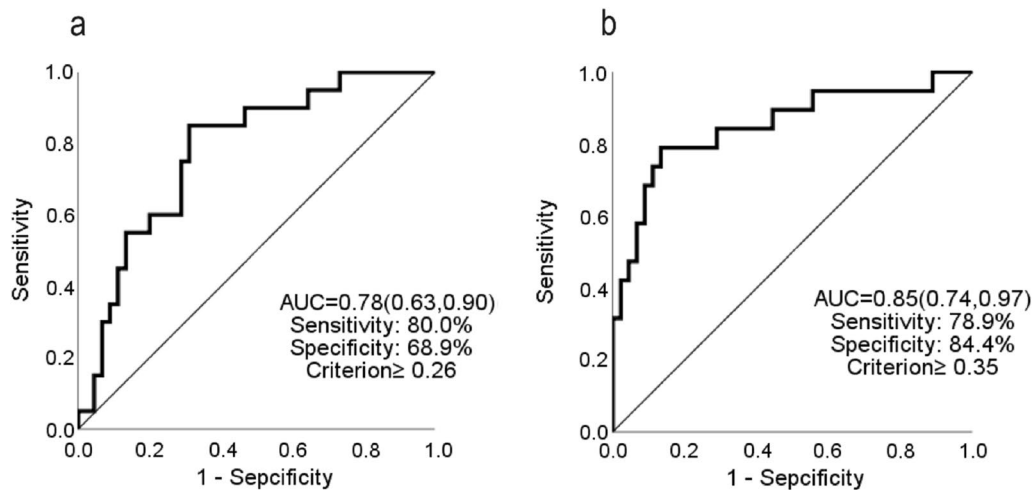 a
1.0
0.8
0.6
0.4
0.2
0.0
Sensitivity
AUC=0.78(0.63,0.90)
Sensitivity: 80.0%
Specificity: 68.9%
Criterion≥ 0.26
0.0 0.2 0.4 0.6 0.8 1.0
1 - Sepcificity
b
1.0
0.8
0.6
0.4
0.2
0.0
Sensitivity
AUC=0.85(0.74,0.97)
Sensitivity: 78.9%
Specificity: 84.4%
Criterion≥ 0.35
0.0 0.2 0.4 0.6 0.8 1.0
1 - Sepcificity